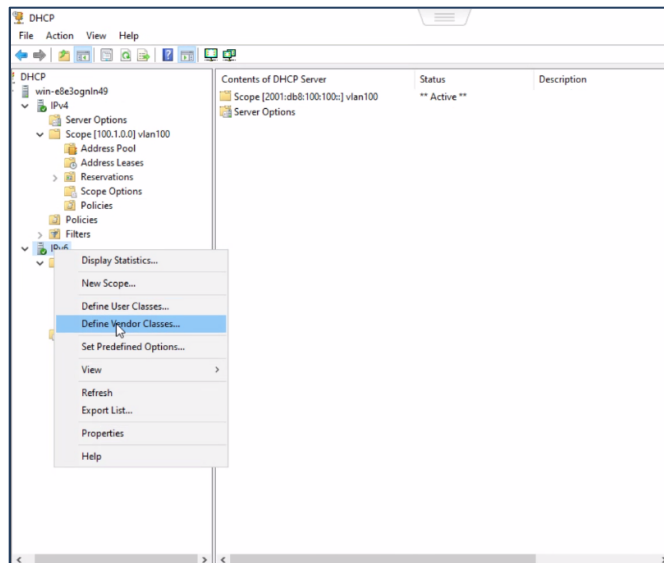 DHCP
File Action View Help
DHCP
win-e8e3ognln49
IPv4
Server Options
Scope [100.1.0.0] vlan100
Address Pool
Address Leases
Reservations
Scope Options
Policies
Policies
Filters
IPv6
Display Statistics...
New Scope...
Define User Classes...
Define Vendor Classes...
Set Predefined Options...
View
Refresh
Export List...
Properties
Help
Contents of DHCP Server Status Description
Scope [2001:db8:100:100::] vlan100 ** Active **
Server Options